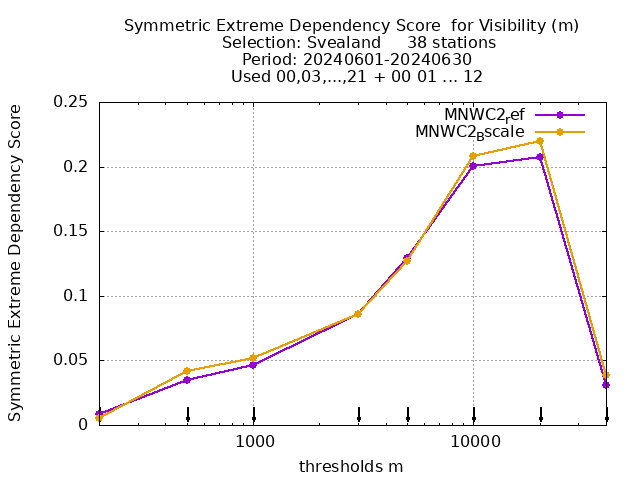 Symmetric Extreme Dependency Score  for Visibility (m)
Selection: Svealand     38 stations
Period: 20240601-20240630
Used 00,03,...,21 + 00 01 ... 12
Symmetric Extreme Dependency Score
0.25
0.2
0.15
0.1
0.05
0
MNWC2ref
MNWC2Bscale
1000
10000
thresholds m